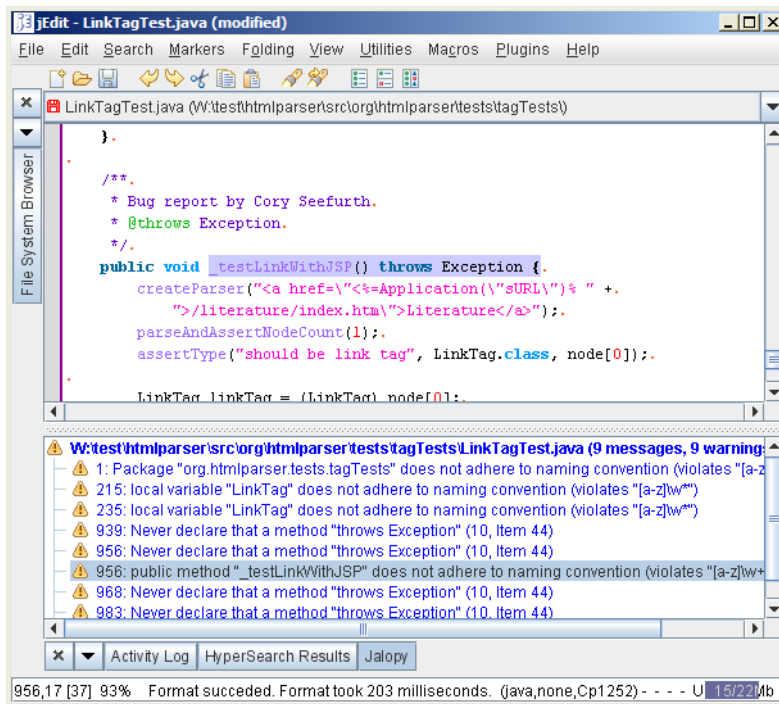 jEdit - LinkTagTest.java (modified)
File Edit Search Markers Folding View Utilities Macros Plugins Help
LinkTagTest.java (W:\test\htmlparser\src\org\htmlparser\tests\tagTests\)
File System Browser
}.
.
/**.
* Bug report by Cory Seefurth.
* @throws Exception.
*/.
public void _testLinkWithJSP() throws Exception {.
createParser("<a href=\"<%=Application(\"sURL\")% " +.
">/literature/index.htm\">Literature</a>");.
parseAndAssertNodeCount(1);.
assertType("should be link tag", LinkTag.class, node[0]);.
.
LinkTag linkTag = (LinkTag) node[0];.
W:\test\htmlparser\src\org\htmlparser\tests\tagTests\LinkTagTest.java (9 messages, 9 warning
1: Package "org.htmlparser.tests.tagTests" does not adhere to naming convention (violates "[a-z
215: local variable "LinkTag" does not adhere to naming convention (violates "[a-z]\w*")
235: local variable "LinkTag" does not adhere to naming convention (violates "[a-z]\w*")
939: Never declare that a method "throws Exception" (10, Item 44)
956: Never declare that a method "throws Exception" (10, Item 44)
956: public method "_testLinkWithJSP" does not adhere to naming convention (violates "[a-z]\w+
968: Never declare that a method "throws Exception" (10, Item 44)
983: Never declare that a method "throws Exception" (10, Item 44)
Activity Log HyperSearch Results Jalopy
956,17 [37] 93% Format succeded. Format took 203 milliseconds. (java,none,Cp1252) - - - - U 15/22Mb